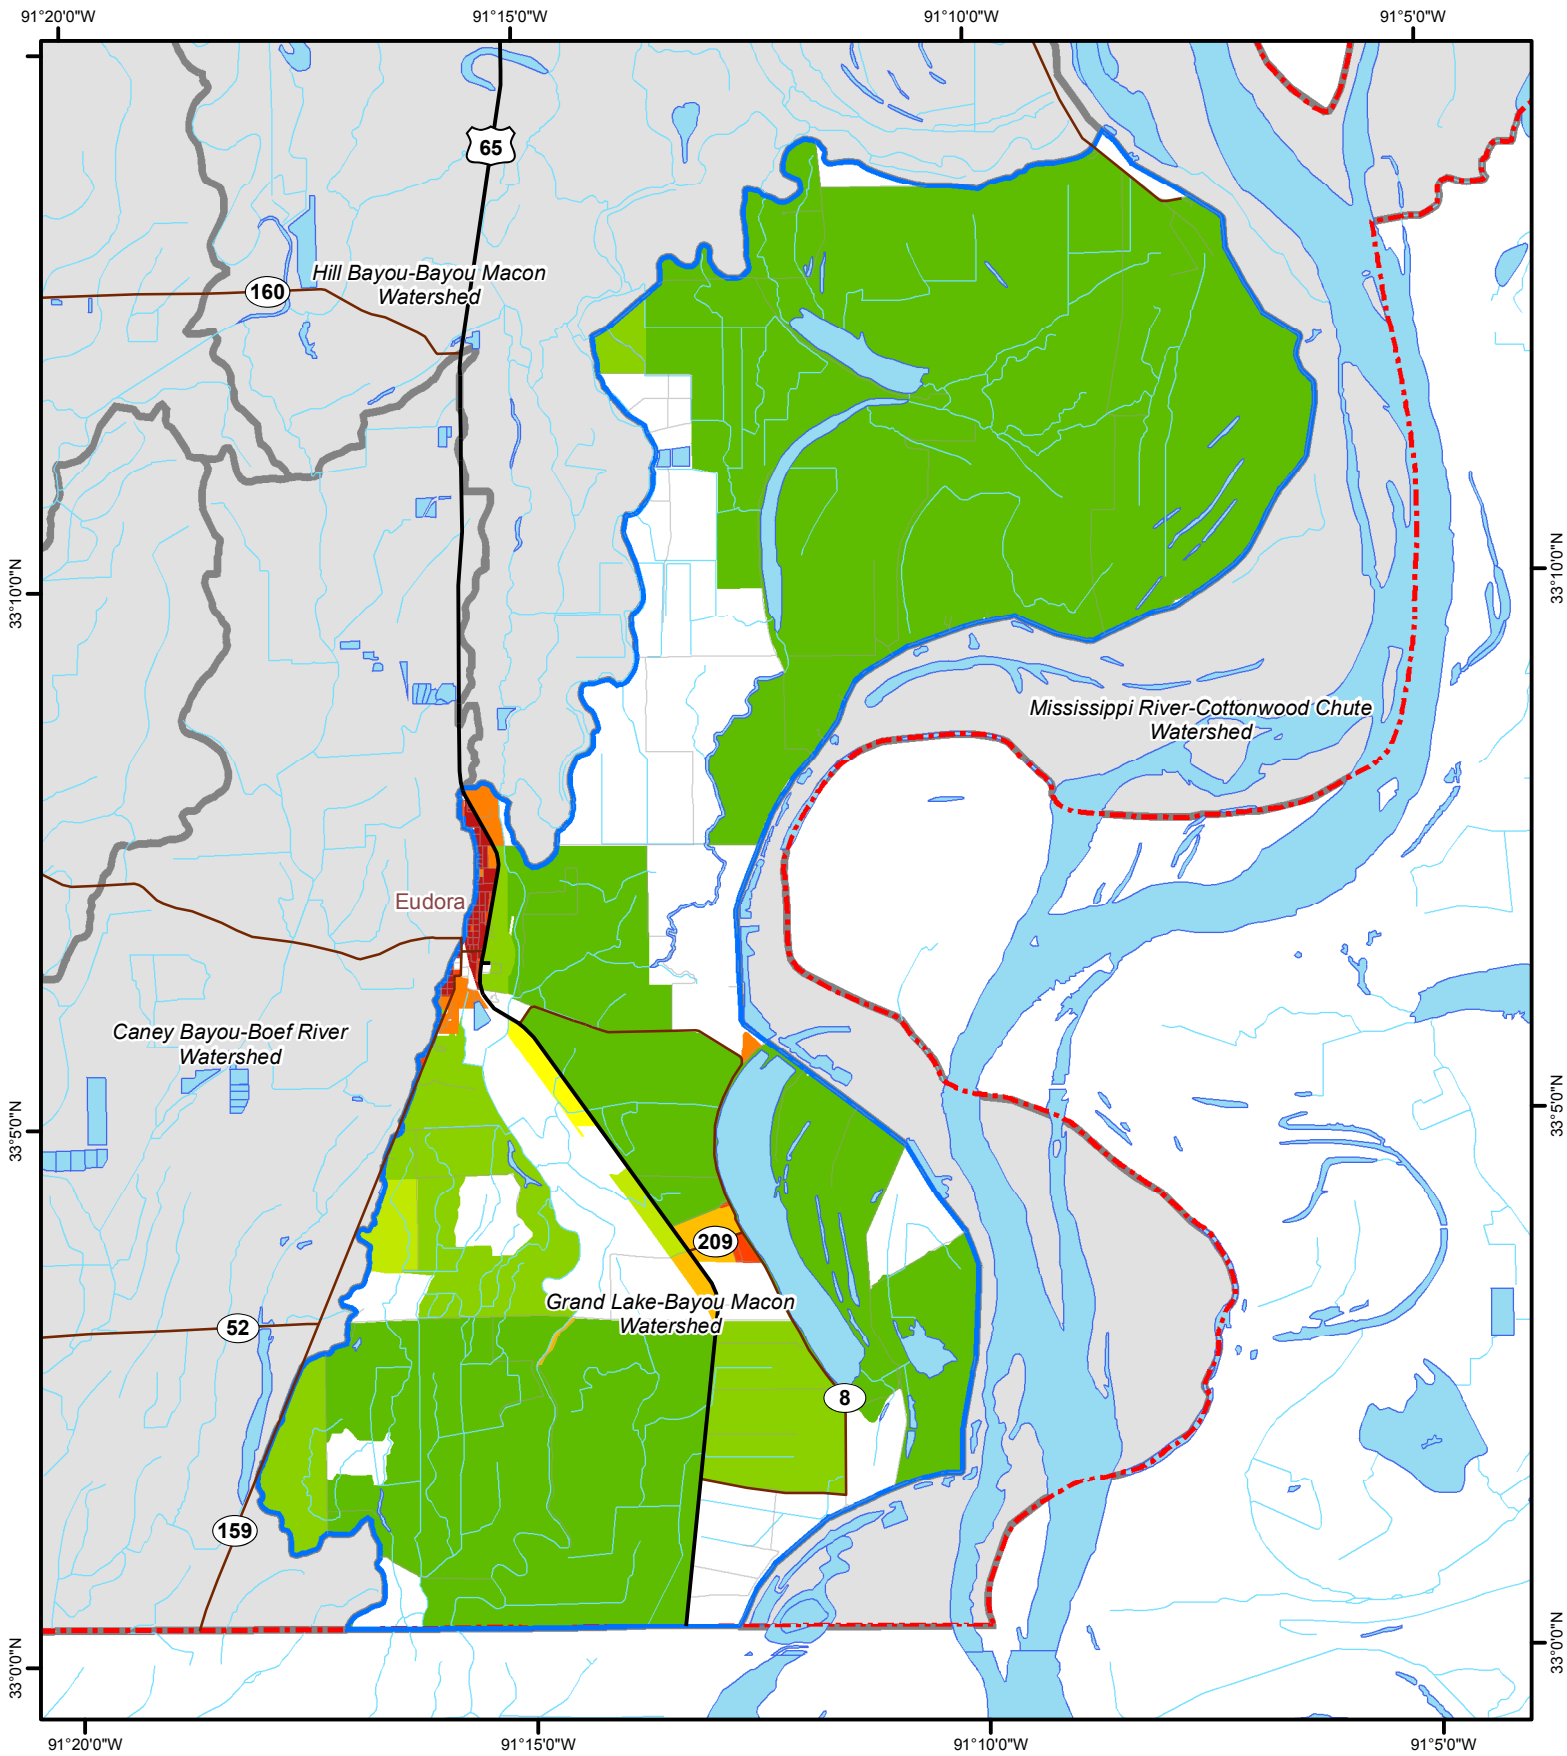 91°20'0"W
91°15'0"W
91°10'0"W
91°5'0"W
65
Hill Bayou-Bayou Macon
Watershed
160
33°10'0"N
33°10'0"N
Mississippi River-Cottonwood Chute
Watershed
Eudora
Caney Bayou-Boef River
Watershed
33°5'0"N
33°5'0"N
209
Grand Lake-Bayou Macon
Watershed
52
8
159
33°0'0"N
33°0'0"N
91°20'0"W
91°15'0"W
91°10'0"W
91°5'0"W